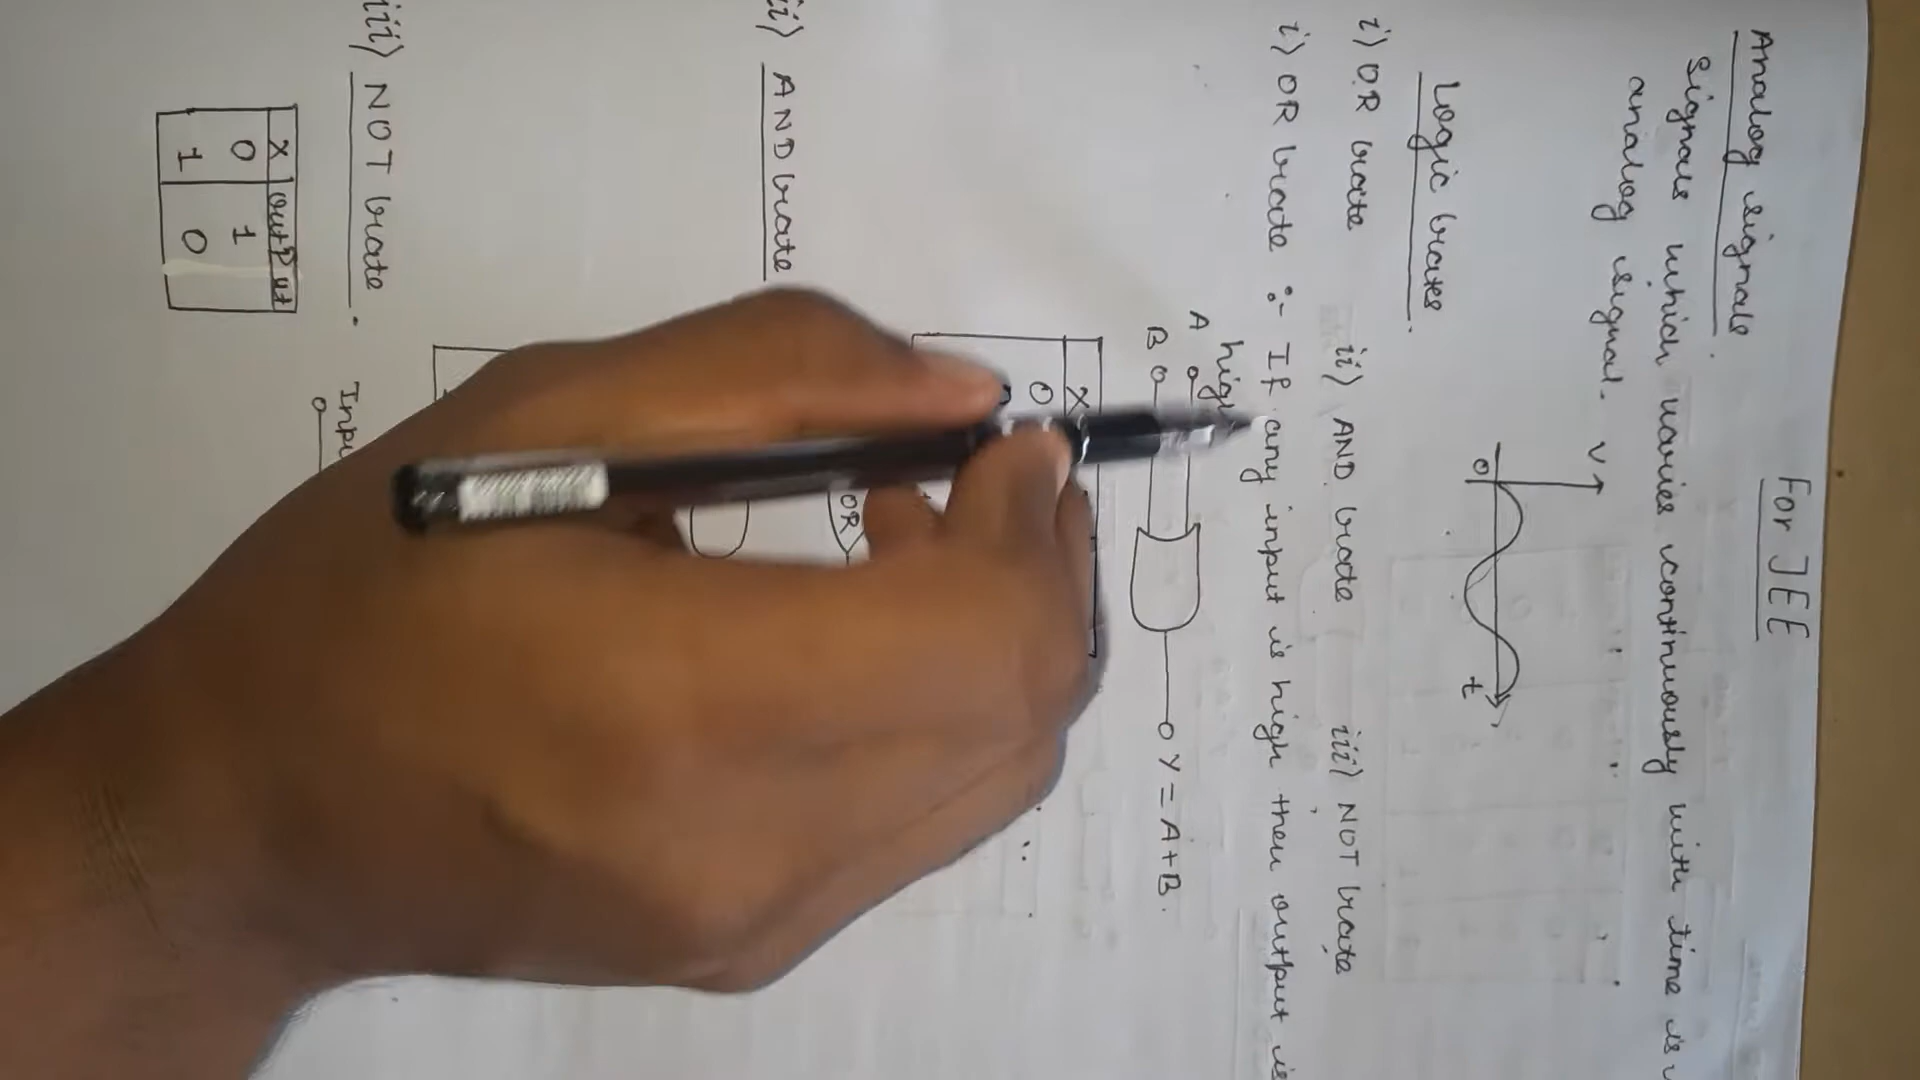 For JEE
Analog signals
Signals which varies continuously with time is
analog signal.
V
O
t
Logic Gates.
i) OR Gate ii) AND Gate iii) NOT Gate
i) OR Gate :- If any input is high then output is
high
A
B
Y = A+B.
X
O
OR
ii) AND Gate
iii) NOT Gate.
X output
0 1
1 0